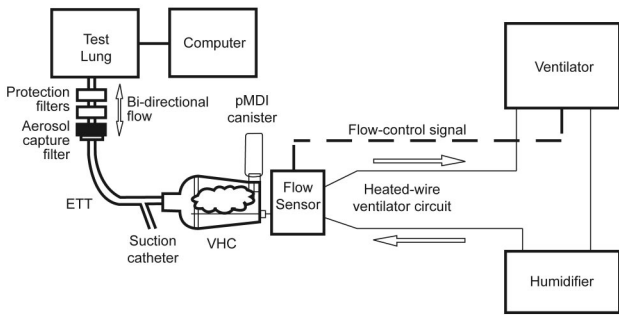 Test
Lung
Computer
Ventilator
Protection
filters
Bi-directional
flow
pMDI
canister
Aerosol
capture
filter
Flow-control signal
ETT
Flow
Sensor
Heated-wire
ventilator circuit
Suction
catheter
VHC
Humidifier